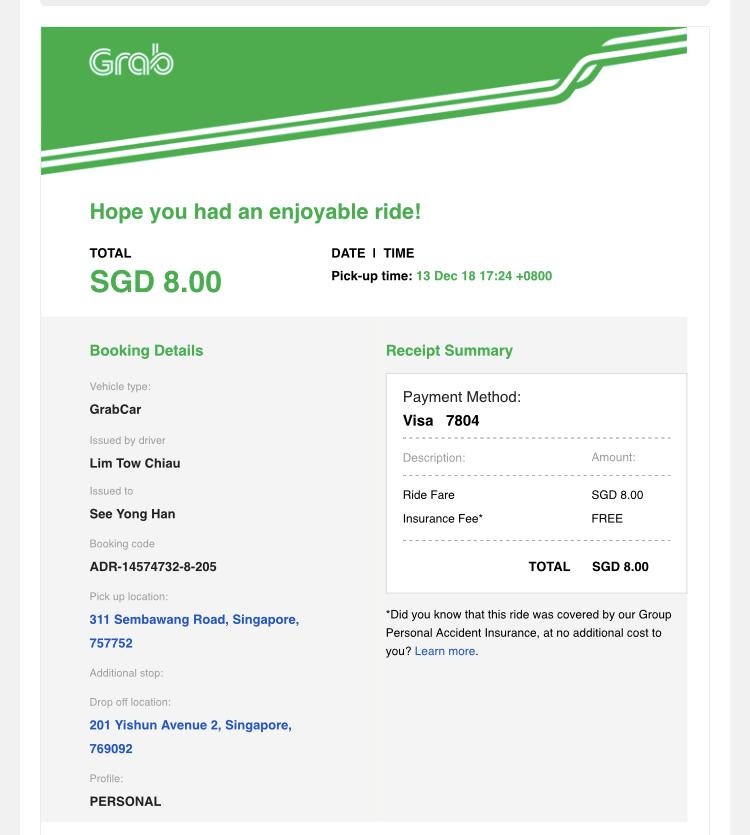 Grab
Hope you had an enjoyable ride!
TOTAL
SGD 8.00
DATE | TIME
Pick-up time: 13 Dec 18 17:24 +0800
Booking Details
Vehicle type:
GrabCar
Issued by driver
Lim Tow Chiau
Issued to
See Yong Han
Booking code
ADR-14574732-8-205
Pick up location:
311 Sembawang Road, Singapore,
757752
Additional stop:
Drop off location:
201 Yishun Avenue 2, Singapore,
769092
Profile:
PERSONAL
Receipt Summary
Payment Method:
Visa 7804
Description: Amount:
Ride Fare SGD 8.00
Insurance Fee* FREE
TOTAL SGD 8.00
*Did you know that this ride was covered by our Group
Personal Accident Insurance, at no additional cost to
you? Learn more.